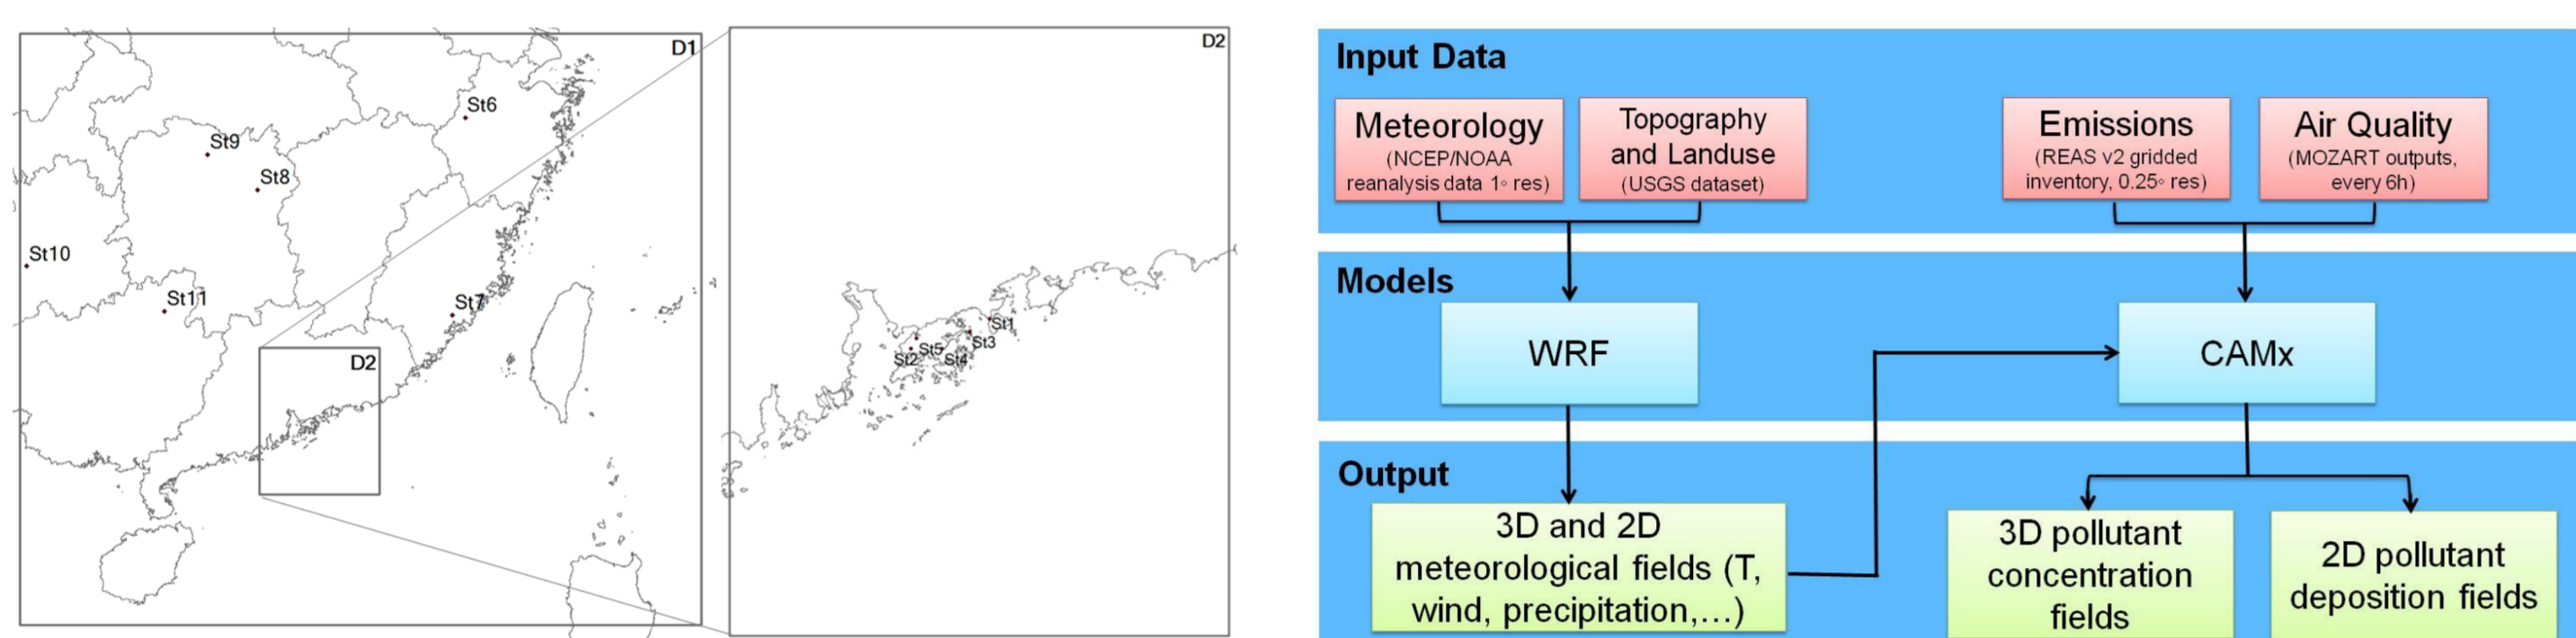 D1
St6
St9
St8
St10
St11
St7
D2
D2
St1
St3
St5
St2
St4
Input Data
Meteorology
(NCEP/NOAA
reanalysis data 1◦ res)
Topography
and Landuse
(USGS dataset)
Emissions
(REAS v2 gridded
inventory, 0.25◦ res)
Air Quality
(MOZART outputs,
every 6h)
Models
WRF
CAMx
Output
3D and 2D
meteorological fields (T,
wind, precipitation,...)
3D pollutant
concentration
fields
2D pollutant
deposition fields